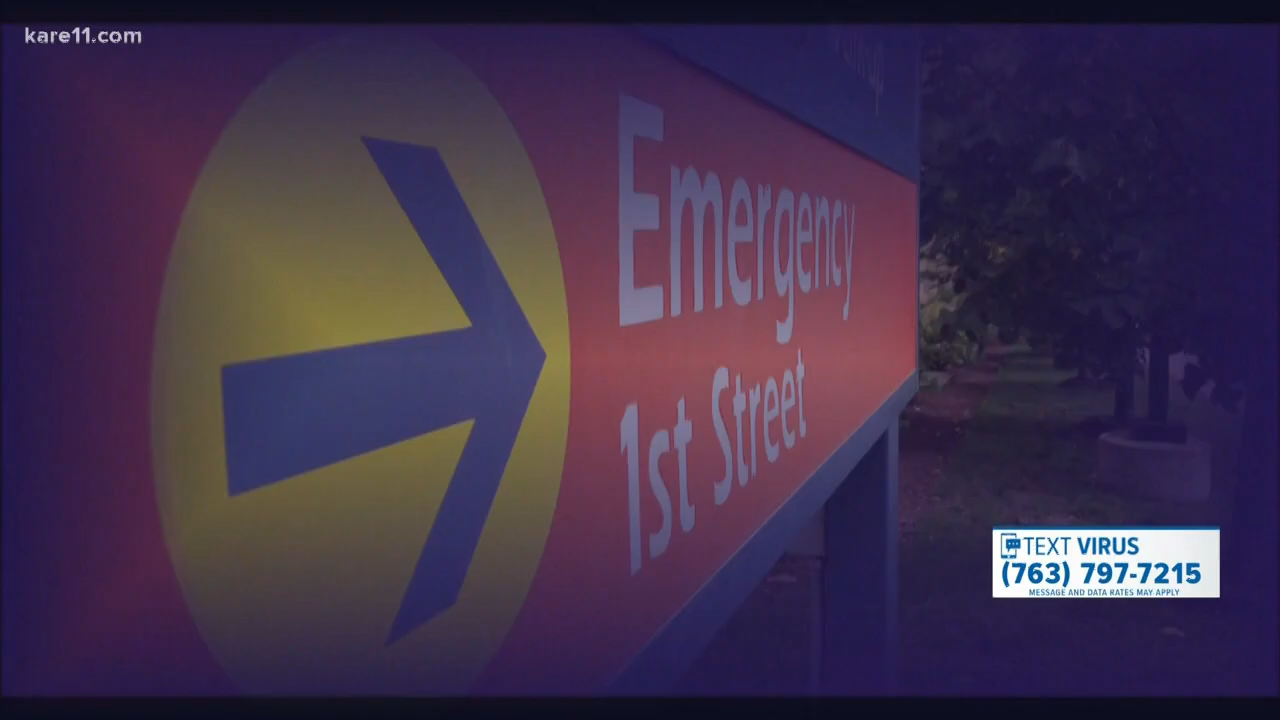 kare11.com
Emergency
1st Street
TEXT VIRUS
(763) 797-7215
MESSAGE AND DATA RATES MAY APPLY